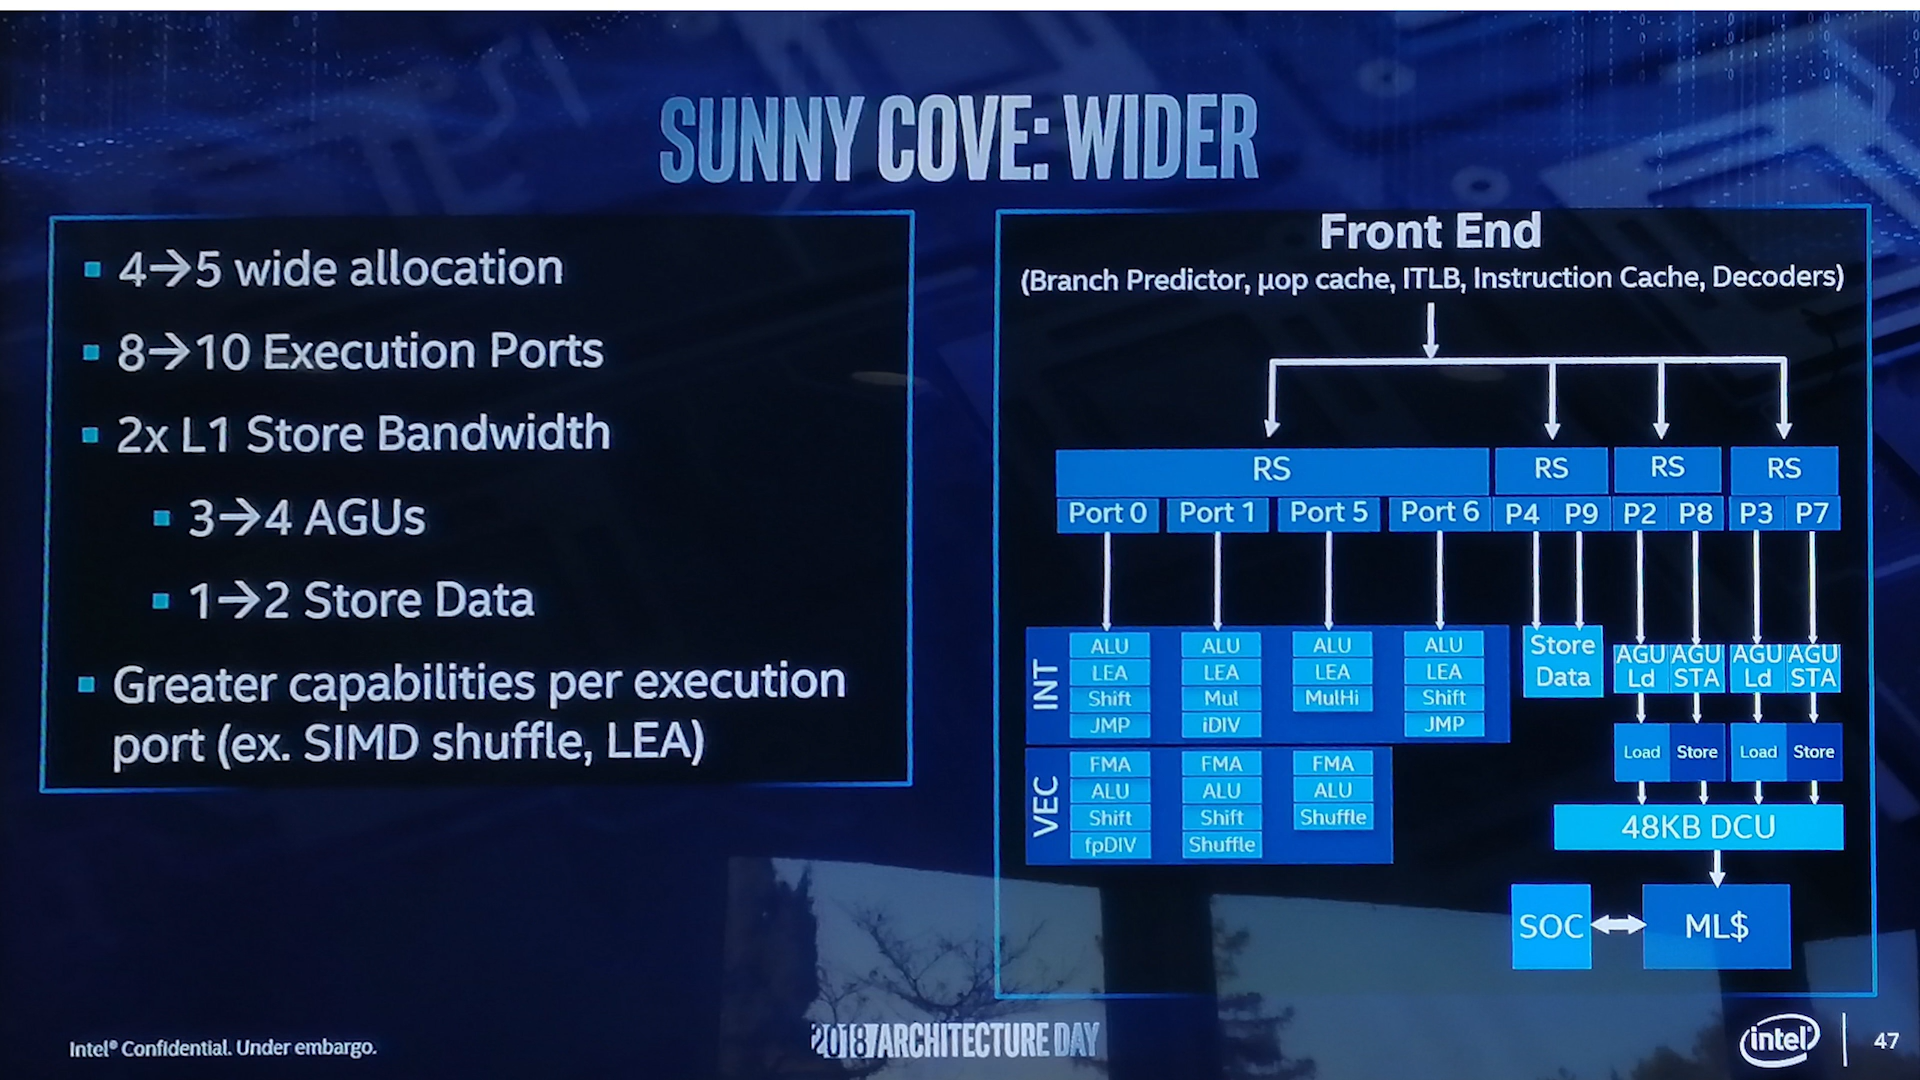 SUNNY COVE: WIDER
4→5 wide allocation
8→10 Execution Ports
2x L1 Store Bandwidth
3→4 AGUs
1→2 Store Data
Greater capabilities per execution
port (ex. SIMD shuffle, LEA)
Front End
(Branch Predictor, µop cache, ITLB, Instruction Cache, Decoders)
RS RS RS RS
Port 0 Port 1 Port 5 Port 6 P4 P9 P2 P8 P3 P7
INT
ALU ALU ALU ALU
LEA LEA LEA LEA
Shift Mul MulHi Shift
JMP iDIV JMP
Store
Data
AGU AGU AGU AGU
Ld STA Ld STA
Load Store Load Store
VEC
FMA FMA FMA
ALU ALU ALU
Shift Shift Shuffle
fpDIV Shuffle
48KB DCU
SOC ML$
Intel® Confidential. Under embargo.
2018 ARCHITECTURE DAY
intel
47